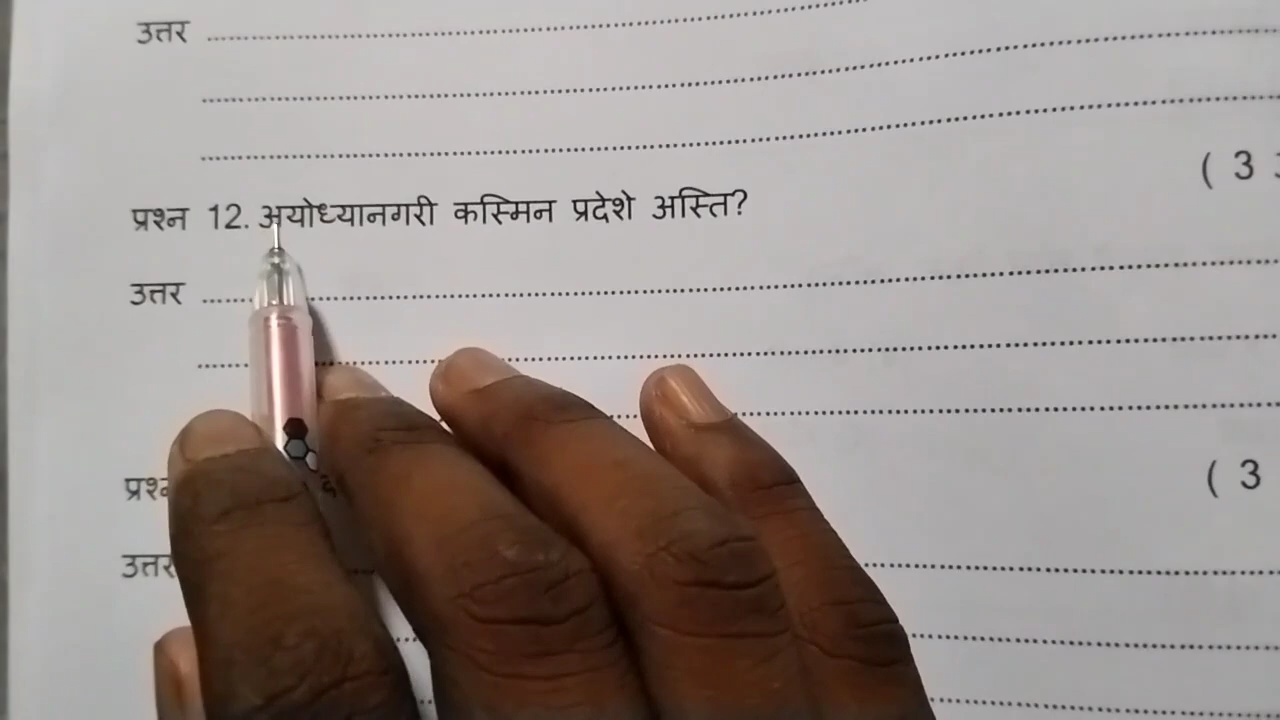 उत्तर
( 3
प्रश्न 12. अयोध्यानगरी कस्मिन प्रदेशे अस्ति?
उत्तर
( 3
उत्तर